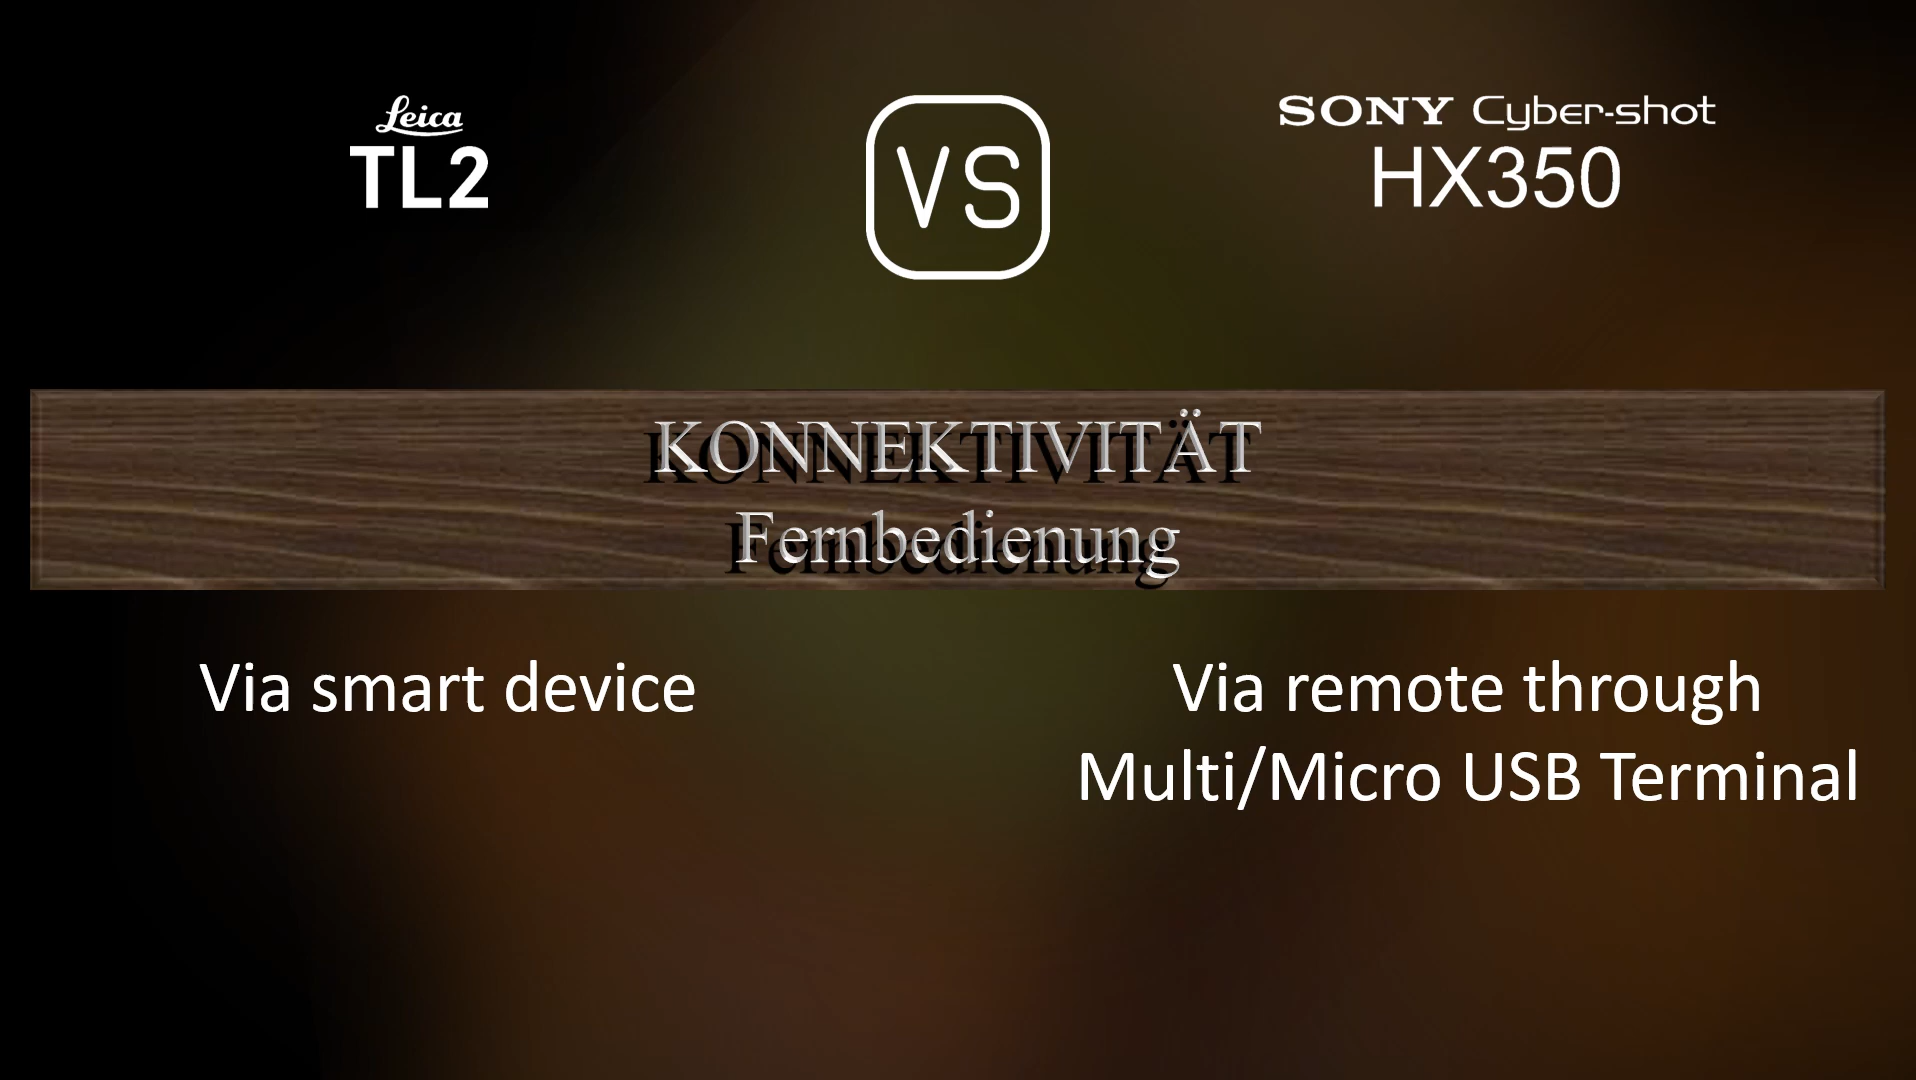 Leica
TL2
VS
SONY Cyber-shot
HX350
KONNEKTIVITÄT
Fernbedienung
Via smart device
Via remote through
Multi/Micro USB Terminal